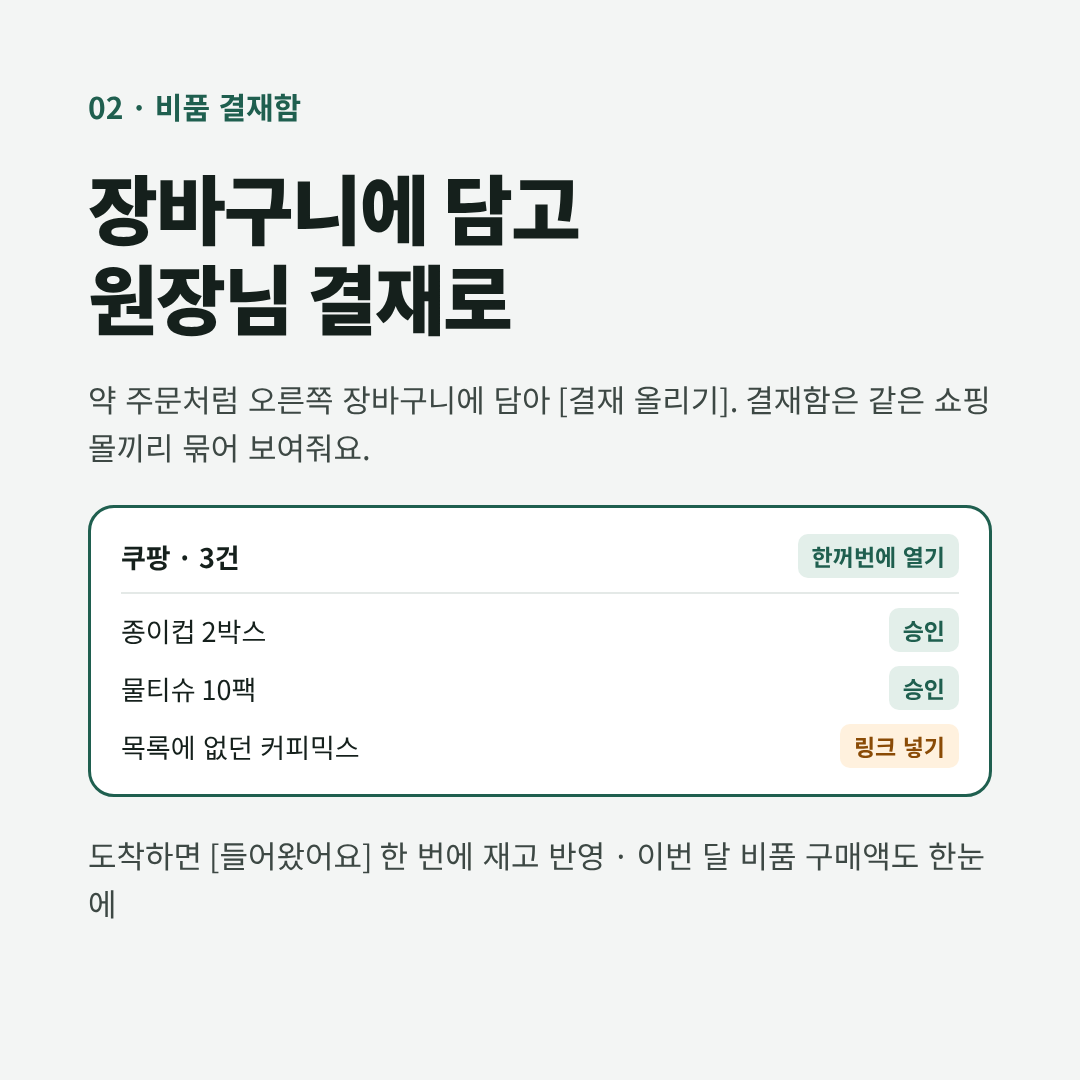 02 · 비품 결재함
장바구니에 담고
원장님 결재로
약 주문처럼 오른쪽 장바구니에 담아 [결재 올리기]. 결재함은 같은 쇼핑
몰끼리 묶어 보여줘요.
쿠팡 · 3건
한꺼번에 열기
종이컵 2박스
승인
물티슈 10팩
승인
목록에 없던 커피믹스
링크 넣기
도착하면 [들어왔어요] 한 번에 재고 반영 · 이번 달 비품 구매액도 한눈
에